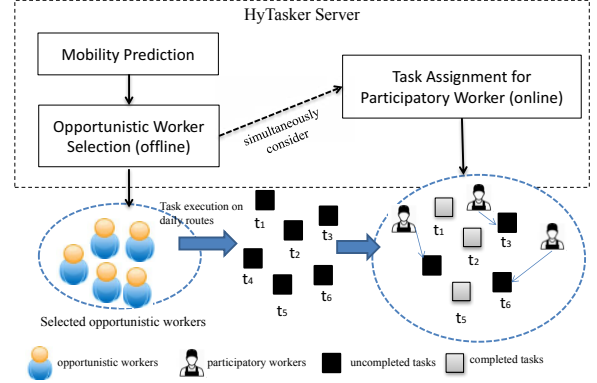 HyTasker Server
Mobility Prediction
Opportunistic Worker
Selection (offline)
simultaneously
consider
Task Assignment for
Participatory Worker (online)
Task execution on
daily routes
t1
t2
t3
t4
t5
t6
t1
t2
t3
t5
t6
Selected opportunistic workers
opportunistic workers
participatory workers
uncompleted tasks
completed tasks